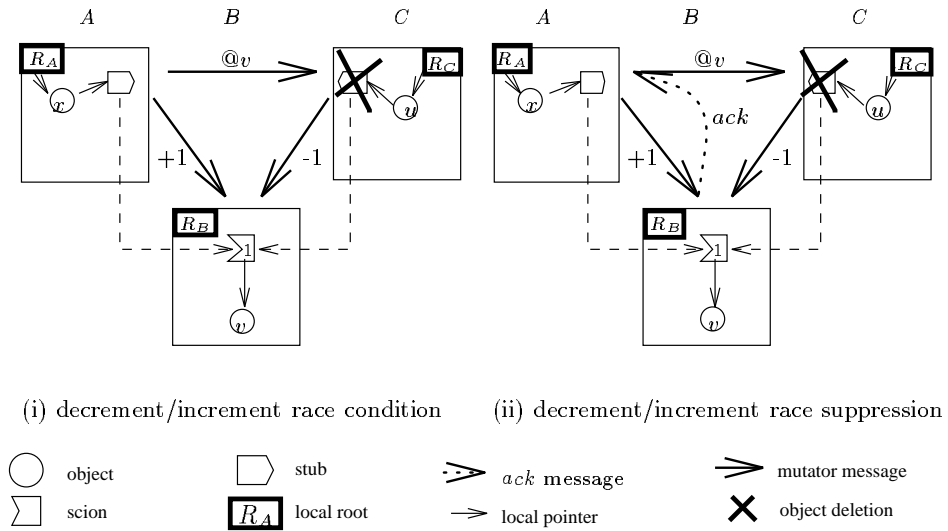 A B C A B C
R_A @v R_C R_A @v R_C
x u x ack u
+1 -1 +1 -1
R_B R_B
1 1
v v
(i) decrement/increment race condition (ii) decrement/increment race suppression
object stub ack message mutator message
scion R_A local root local pointer object deletion